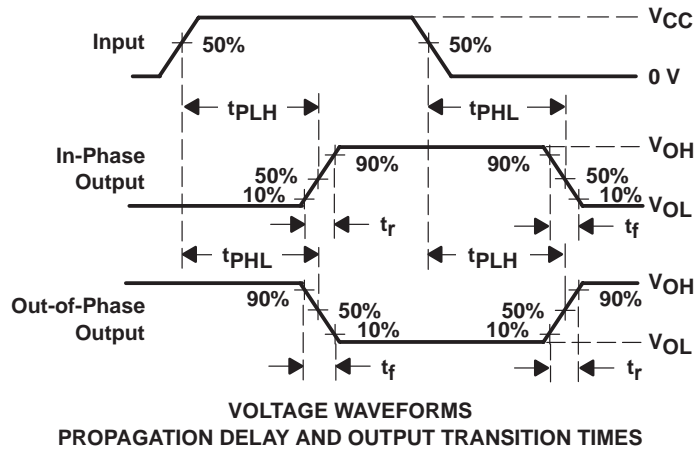 VCC
Input
50%
50%
0 V
tPLH
tPHL
In-Phase
Output
VOH
90%
90%
50%
50%
10%
10%
VOL
tr
tf
tPHL
tPLH
Out-of-Phase
Output
VOH
90%
90%
50%
50%
10%
10%
VOL
tf
tr
VOLTAGE WAVEFORMS
PROPAGATION DELAY AND OUTPUT TRANSITION TIMES